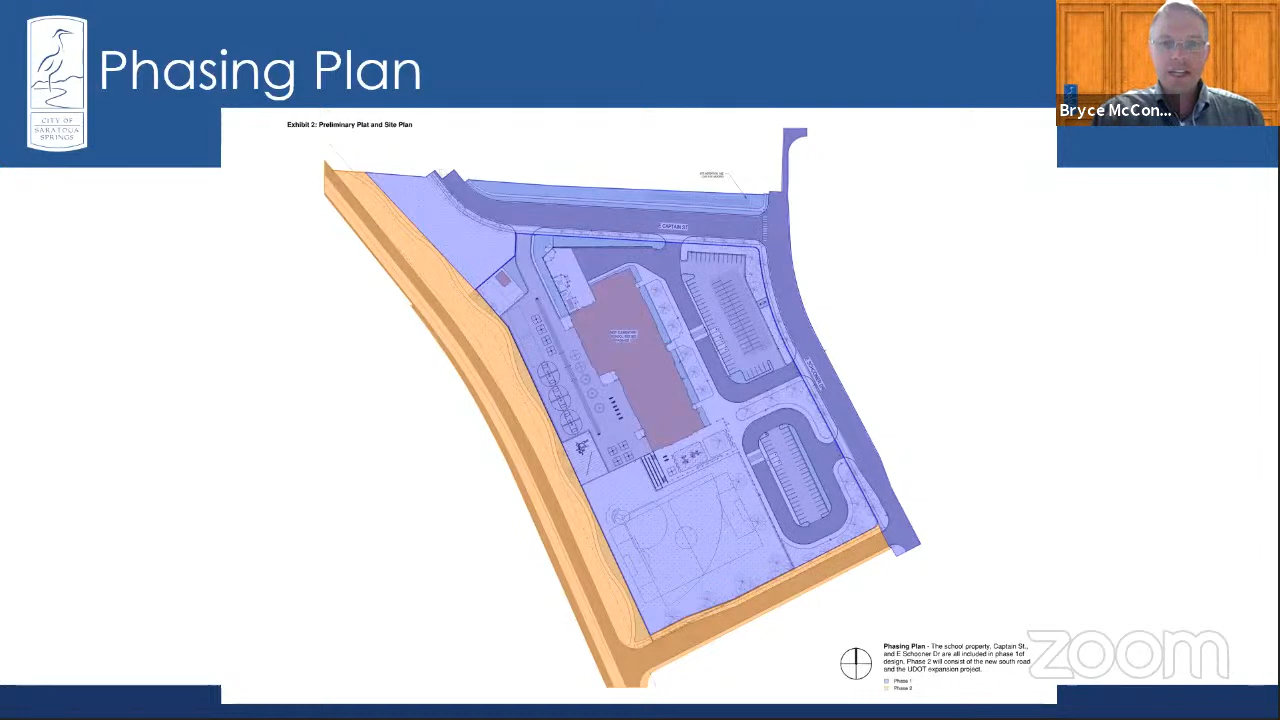 Phasing Plan
CITY OF
SARATOGA
SPRINGS
Bryce McCon...
Exhibit 2: Preliminary Plat and Site Plan
E CAPTAIN ST
Phasing Plan - The school property, Captain St.,
and E Schooner Dr are all included in phase 1of
design. Phase 2 will consist of the new south road
and the UDOT expansion project.
Phase 1
Phase 2
zoom